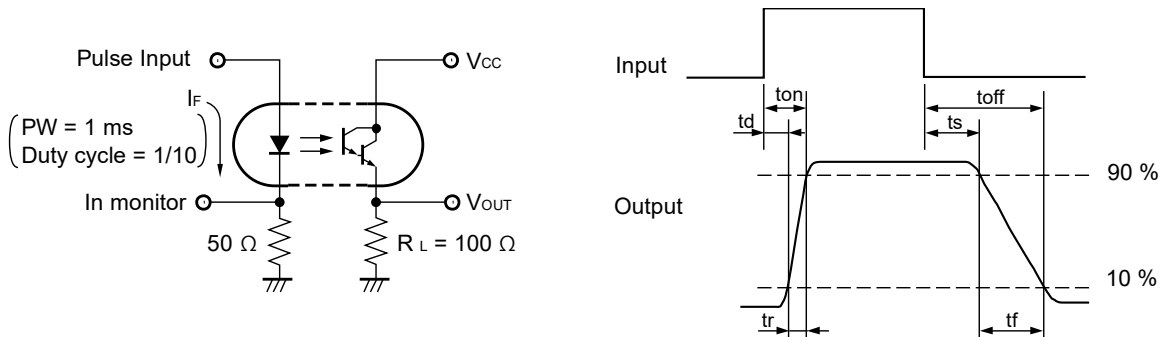 Pulse Input
VCC
IF
PW = 1 ms
Duty cycle = 1/10
In monitor
VOUT
50 Ω
R L = 100 Ω
Input
ton
toff
td
ts
90 %
Output
10 %
tr
tf